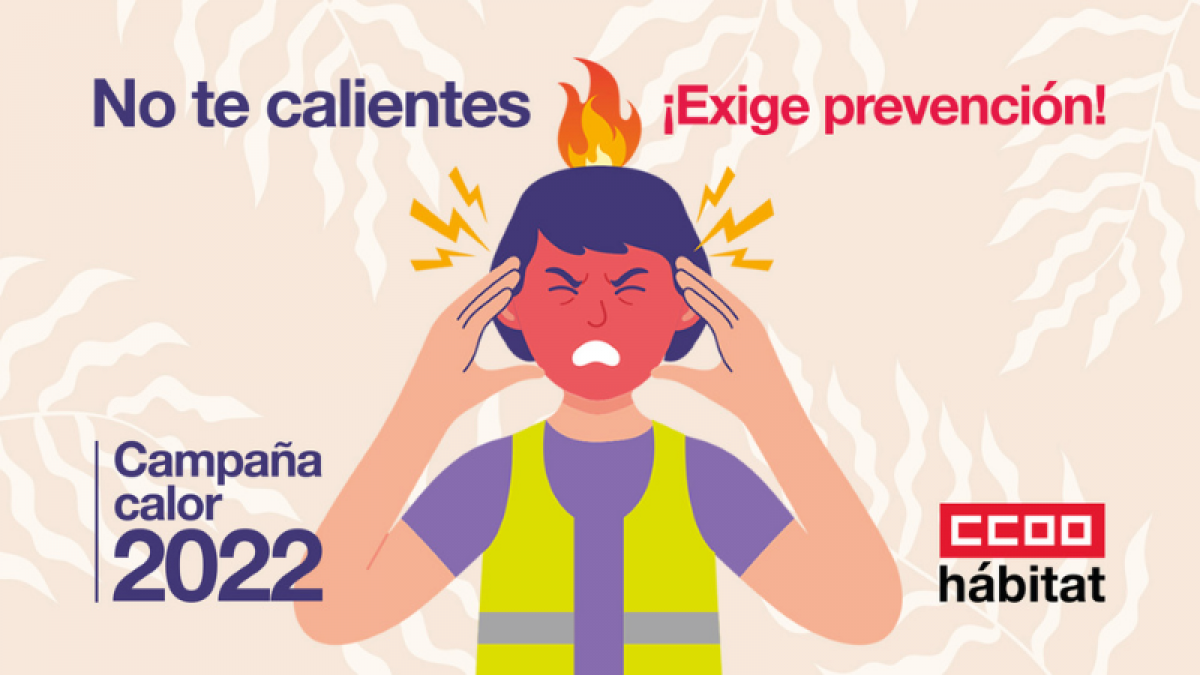 No te calientes
¡Exige prevención!
Campaña
calor
2022
CCOO
hábitat